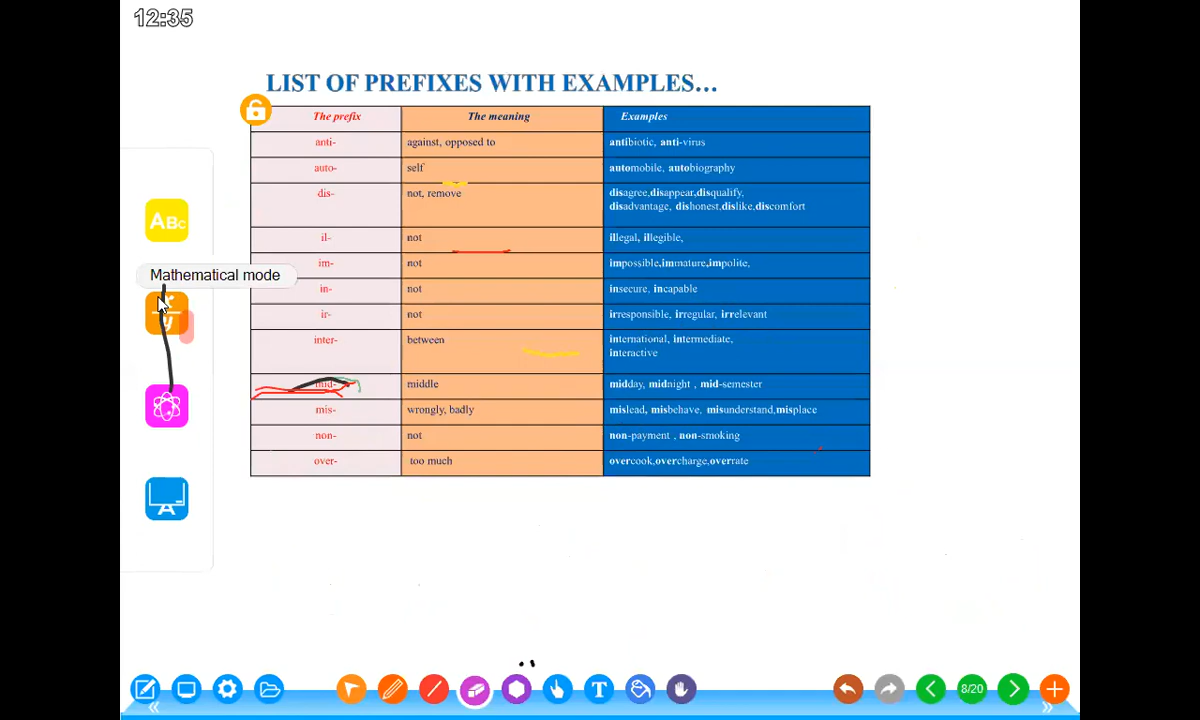 12:35
LIST OF PREFIXES WITH EXAMPLES…
The prefix The meaning Examples
anti- against, opposed to antibiotic, anti-virus
auto- self automobile, autobiography
dis- not, remove disagree,disappear,disqualify,
disadvantage, dishonest,dislike,discomfort
ABc
il- not illegal, illegible,
im- not impossible,immature,impolite,
Mathematical mode
in- not insecure, incapable
ir- not irresponsible, irregular, irrelevant
inter- between international, intermediate,
interactive
mid- middle midday, midnight , mid-semester
mis- wrongly, badly mislead, misbehave, misunderstand,misplace
non- not non-payment , non-smoking
over- too much overcook,overcharge,overrate
T 8/20